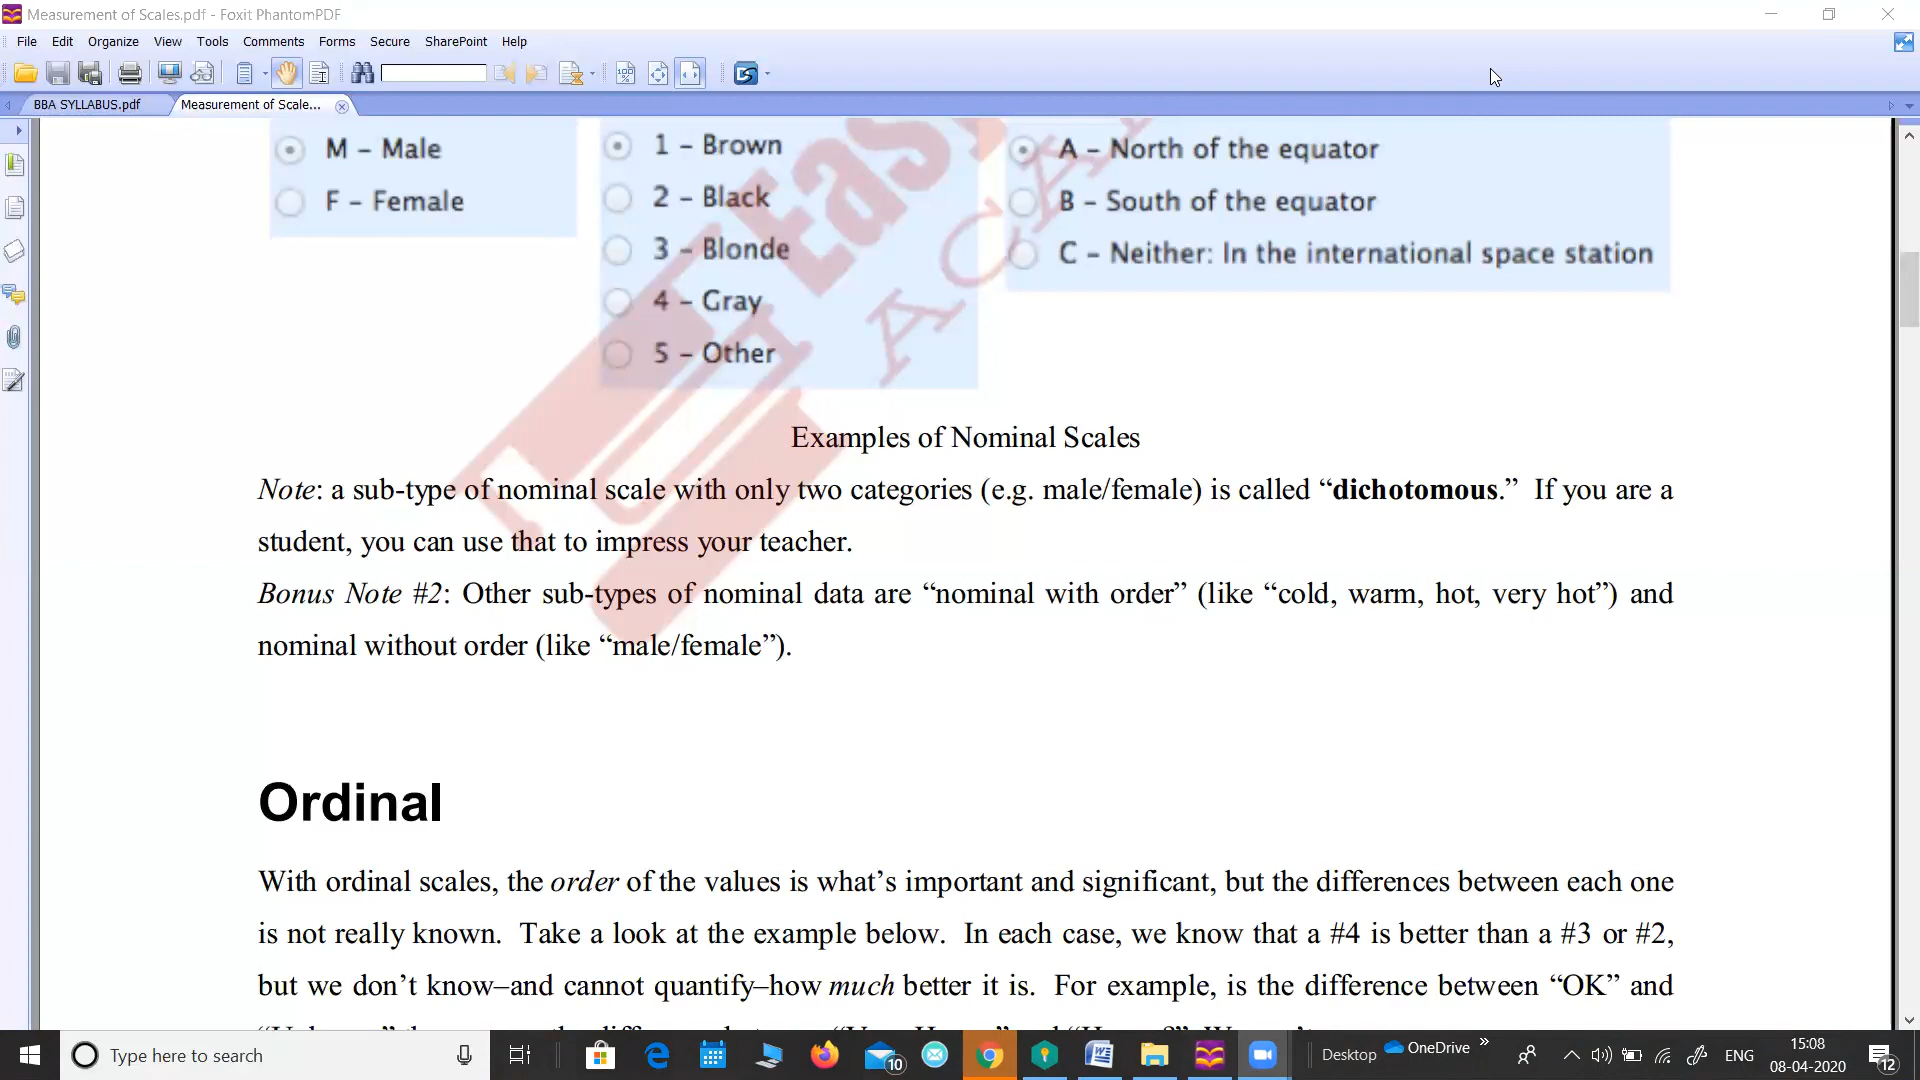 Measurement of Scales.pdf - Foxit PhantomPDF
File Edit Organize View Tools Comments Forms Secure SharePoint Help
BBA SYLLABUS.pdf Measurement of Scale...
M – Male
F – Female
1 – Brown
2 – Black
3 – Blonde
4 – Gray
5 – Other
A – North of the equator
B – South of the equator
C – Neither: In the international space station
Examples of Nominal Scales
Note: a sub-type of nominal scale with only two categories (e.g. male/female) is called “dichotomous.” If you are a
student, you can use that to impress your teacher.
Bonus Note #2: Other sub-types of nominal data are “nominal with order” (like “cold, warm, hot, very hot”) and
nominal without order (like “male/female”).
Ordinal
With ordinal scales, the order of the values is what’s important and significant, but the differences between each one
is not really known. Take a look at the example below. In each case, we know that a #4 is better than a #3 or #2,
but we don’t know–and cannot quantify–how much better it is. For example, is the difference between “OK” and
Type here to search
10
Desktop OneDrive »
ENG
15:08
08-04-2020
12